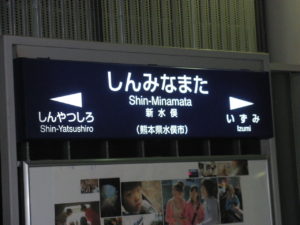 しんみなまた
Shin-Minamata
新水俣
(熊本県水俣市)
しんやつしろ
Shin-Yatsushiro
いずみ
Izumi